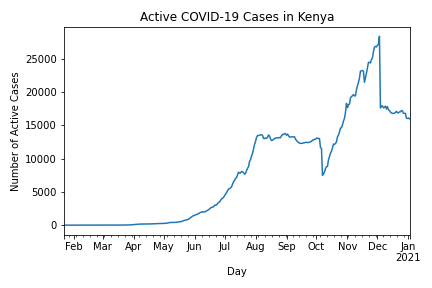 Active COVID-19 Cases in Kenya
Number of Active Cases
25000
20000
15000
10000
5000
0
Feb Mar Apr May Jun Jul Aug Sep Oct Nov Dec Jan
2021
Day